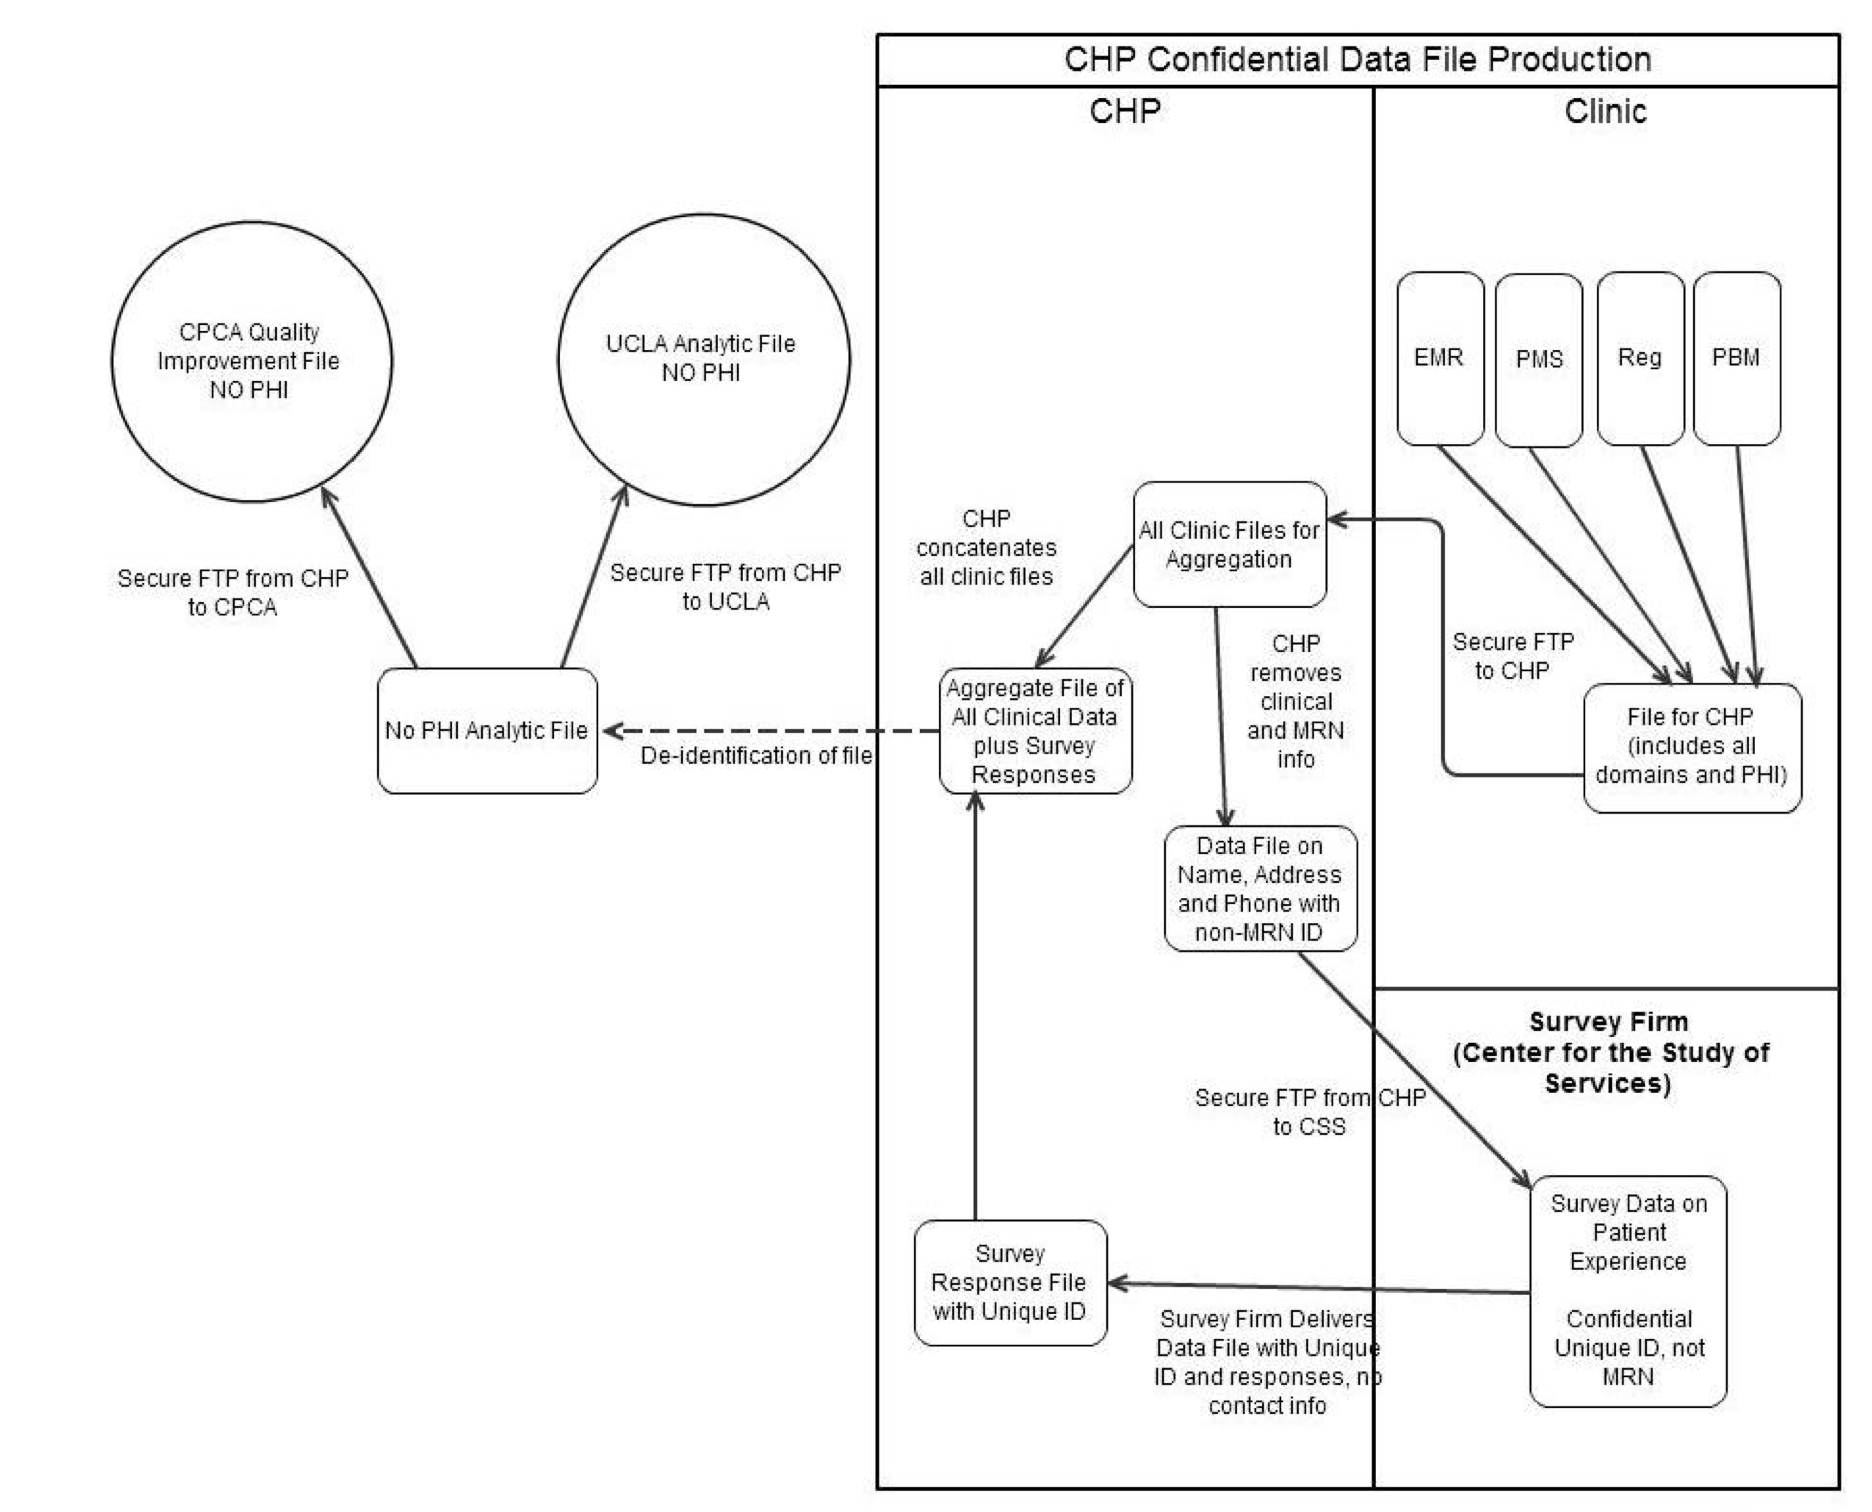 CHP Confidential Data File Production
CHP
Clinic
CPCA Quality
Improvement File
NO PHI
UCLA Analytic File
NO PHI
EMR
PMS
Reg
PBM
CHP
concatenates
all clinic files
All Clinic Files for
Aggregation
Secure FTP from CHP
to CPCA
Secure FTP from CHP
to UCLA
CHP
removes
clinical
and MRN
info
Secure FTP
to CHP
No PHI Analytic File
De-identification of file
Aggregate File of
All Clinical Data
plus Survey
Responses
File for CHP
(includes all
domains and PHI)
Data File on
Name, Address
and Phone with
non-MRN ID
Survey Firm
(Center for the Study of
Services)
Secure FTP from CHP
to CSS
Survey Data on
Patient
Experience
Confidential
Unique ID, not
MRN
Survey
Response File
with Unique ID
Survey Firm Delivers
Data File with Unique
ID and responses, no
contact info